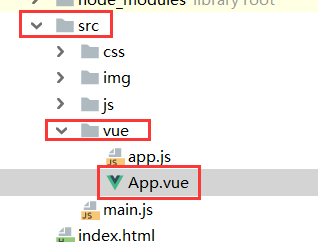 node_modules library root
src
css
img
js
vue
app.js
App.vue
main.js
index.html